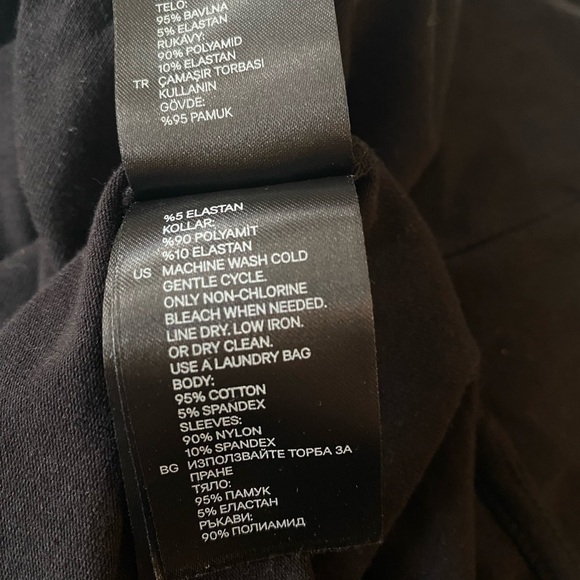 TELO:
95% BAVLNA
5% ELASTAN
RUKÁVY:
90% POLYAMID
10% ELASTAN
TR ÇAMAŞIR TORBASI
KULLANIN
GÖVDE:
%95 PAMUK
%5 ELASTAN
KOLLAR:
%90 POLYAMİT
%10 ELASTAN
US MACHINE WASH COLD
GENTLE CYCLE.
ONLY NON-CHLORINE
BLEACH WHEN NEEDED.
LINE DRY. LOW IRON.
OR DRY CLEAN.
USE A LAUNDRY BAG
BODY:
95% COTTON
5% SPANDEX
SLEEVES:
90% NYLON
10% SPANDEX
BG ИЗПОЛЗВАЙТЕ ТОРБА ЗА
ПРАНЕ
ТЯЛО:
95% ПАМУК
5% ЕЛАСТАН
РЪКАВИ:
90% ПОЛИАМИД